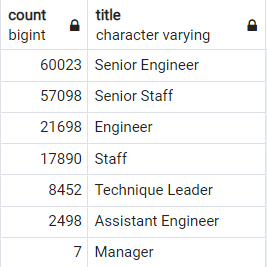 count title
bigint character varying
60023 Senior Engineer
57098 Senior Staff
21698 Engineer
17890 Staff
8452 Technique Leader
2498 Assistant Engineer
7 Manager